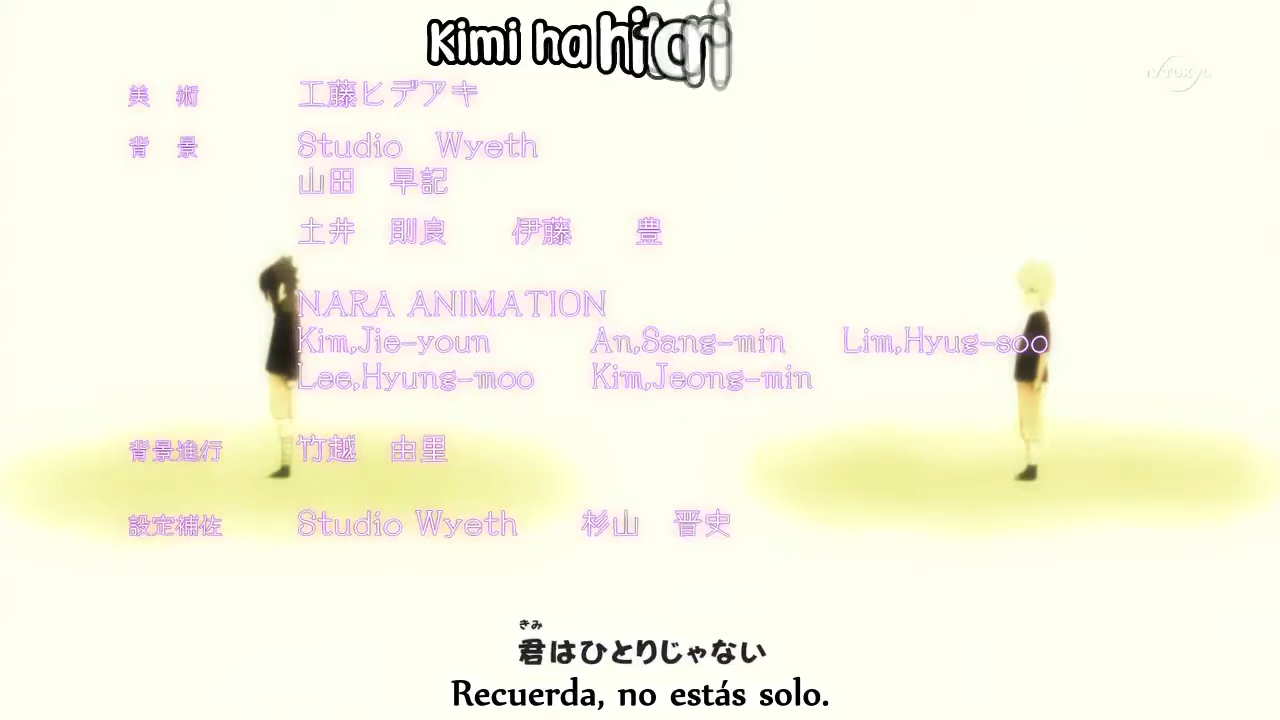 Kimi ha hitori
TV TOKYO
美　術　工藤ヒデアキ
背　景　Studio　Wyeth
山田　早記
土井　則良　伊藤　豊
NARA ANIMATION
Kim,Jie-youn　An,Sang-min　Lim,Hyug-soo
Lee,Hyung-moo　Kim,Jeong-min
背景進行　竹越　由里
設定補佐　Studio Wyeth　杉山　晋史
きみ
君はひとりじゃない
Recuerda, no estás solo.